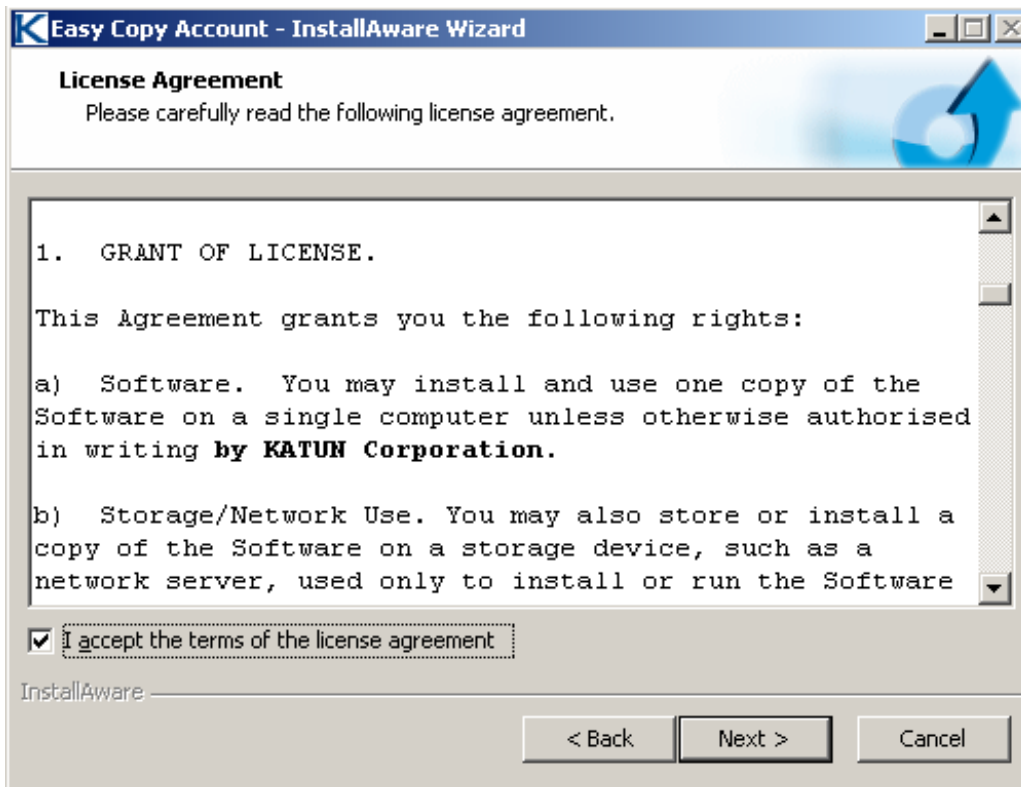 Easy Copy Account - InstallAware Wizard
License Agreement
Please carefully read the following license agreement.
1. GRANT OF LICENSE.
This Agreement grants you the following rights:
a) Software. You may install and use one copy of the
Software on a single computer unless otherwise authorised
in writing by KATUN Corporation.
b) Storage/Network Use. You may also store or install a
copy of the Software on a storage device, such as a
network server, used only to install or run the Software
I accept the terms of the license agreement
InstallAware
< Back Next > Cancel